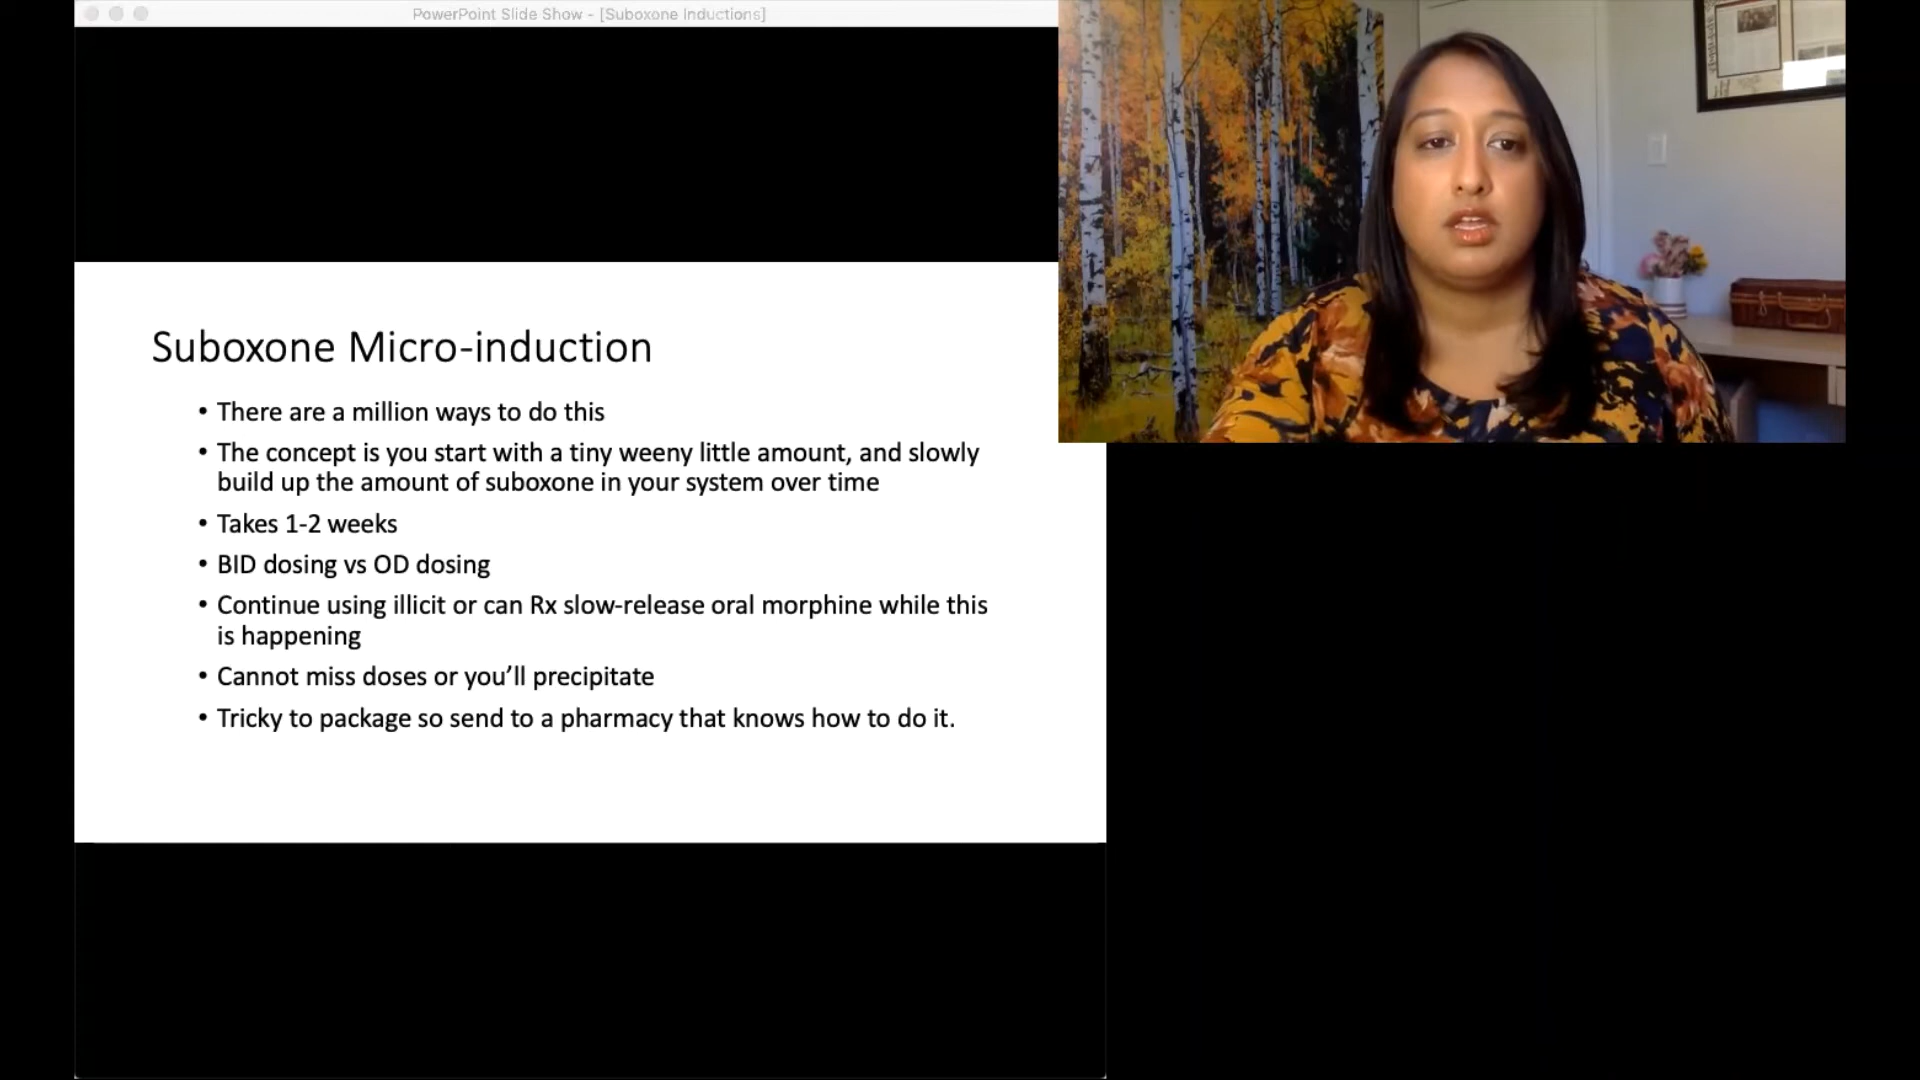 PowerPoint Slide Show - [Suboxone Inductions]
Suboxone Micro-induction
• There are a million ways to do this
• The concept is you start with a tiny weeny little amount, and slowly
build up the amount of suboxone in your system over time
• Takes 1-2 weeks
• BID dosing vs OD dosing
• Continue using illicit or can Rx slow-release oral morphine while this
is happening
• Cannot miss doses or you’ll precipitate
• Tricky to package so send to a pharmacy that knows how to do it.